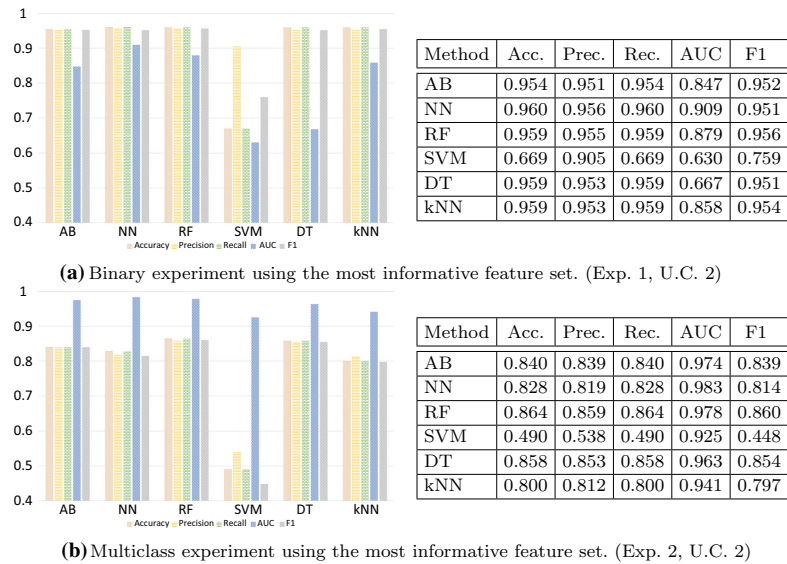 1
0.9
0.8
0.7
0.6
0.5
0.4
AB NN RF SVM DT kNN
Accuracy Precision Recall AUC F1
Method Acc. Prec. Rec. AUC F1
AB 0.954 0.951 0.954 0.847 0.952
NN 0.960 0.956 0.960 0.909 0.951
RF 0.959 0.955 0.959 0.879 0.956
SVM 0.669 0.905 0.669 0.630 0.759
DT 0.959 0.953 0.959 0.667 0.951
kNN 0.959 0.953 0.959 0.858 0.954
(a) Binary experiment using the most informative feature set. (Exp. 1, U.C. 2)
1
0.9
0.8
0.7
0.6
0.5
0.4
AB NN RF SVM DT kNN
Accuracy Precision Recall AUC F1
Method Acc. Prec. Rec. AUC F1
AB 0.840 0.839 0.840 0.974 0.839
NN 0.828 0.819 0.828 0.983 0.814
RF 0.864 0.859 0.864 0.978 0.860
SVM 0.490 0.538 0.490 0.925 0.448
DT 0.858 0.853 0.858 0.963 0.854
kNN 0.800 0.812 0.800 0.941 0.797
(b) Multiclass experiment using the most informative feature set. (Exp. 2, U.C. 2)